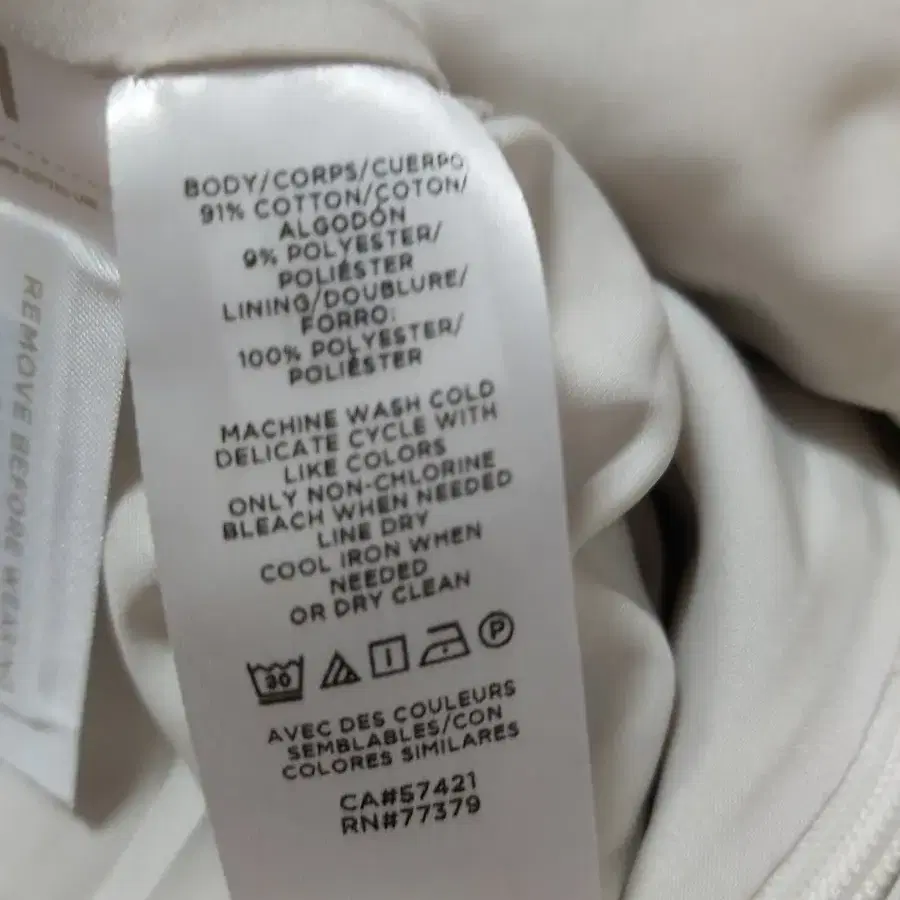 BODY/CORPS/CUERPO
91% COTTON/COTON/
ALGODÓN
9% POLYESTER/
POLIÉSTER
LINING/DOUBLURE/
FORRO:
100% POLYESTER/
POLIÉSTER
MACHINE WASH COLD
DELICATE CYCLE WITH
LIKE COLORS
ONLY NON-CHLORINE
BLEACH WHEN NEEDED
LINE DRY
COOL IRON WHEN
NEEDED
OR DRY CLEAN
30
P
AVEC DES COULEURS
SEMBLABLES/CON
COLORES SIMILARES
CA#57421
RN#77379
REMOVE BEFORE WEAR